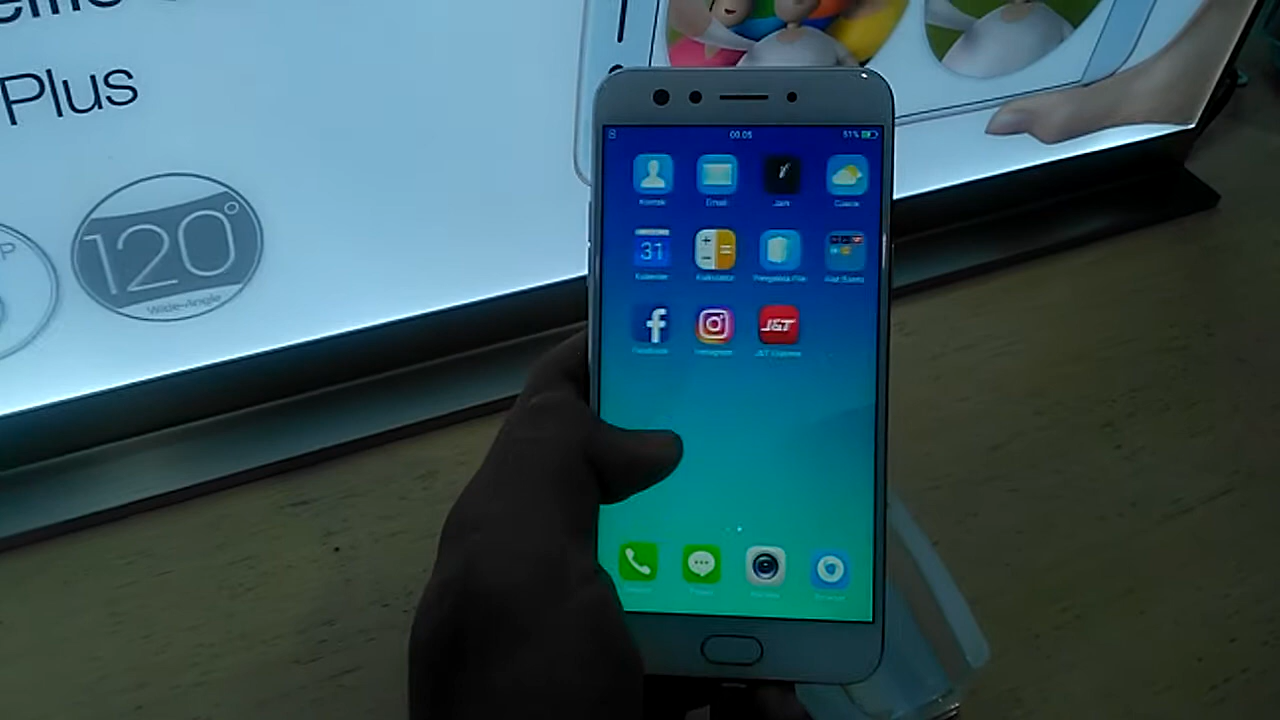 Plus
120°
Wide-Angle
P
00.05
51%
Kontak
Email
Jam
Cuaca
31
Kalender
Kalkulator
Pengelola File
Alat Bantu
f
Facebook
Instagram
J&T
J&T Express